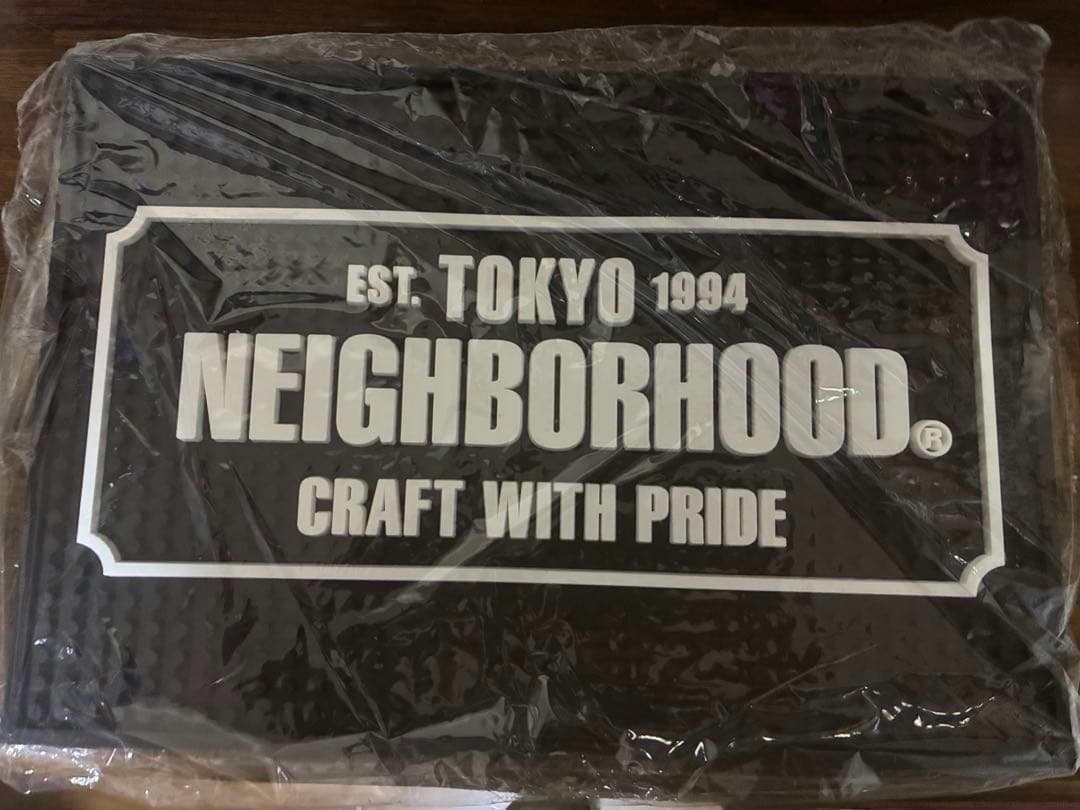 EST. TOKYO 1994
NEIGHBORHOOD®
CRAFT WITH PRIDE